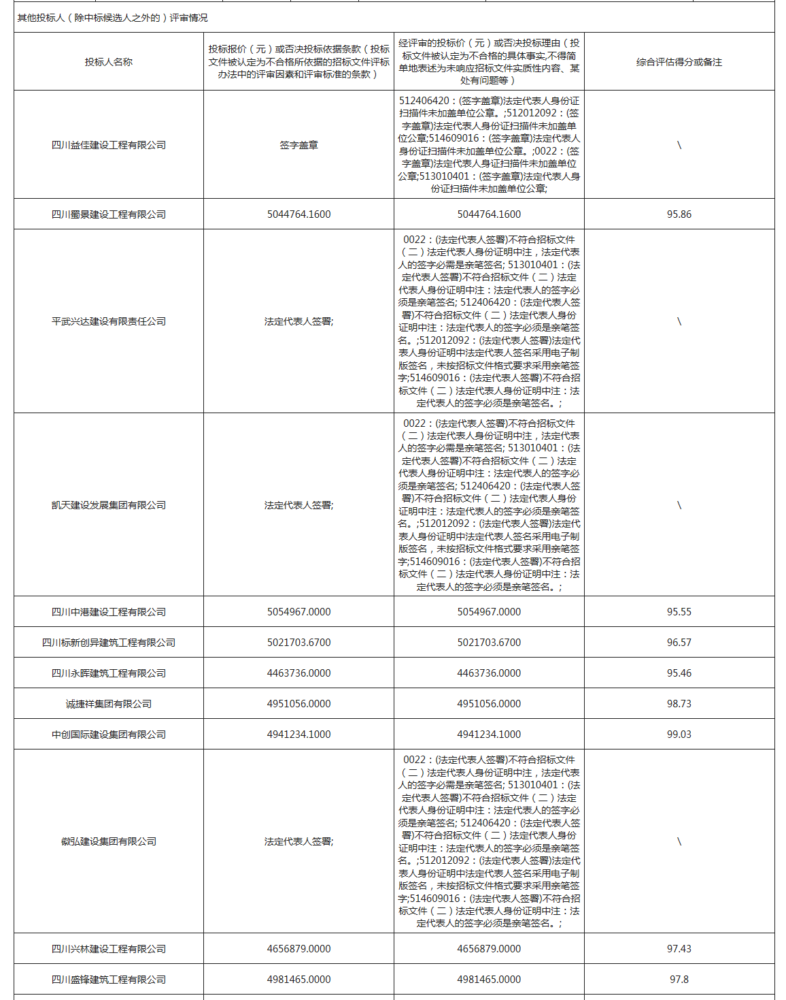 其他投标人（除中标候选人之外的）评审情况
投标人名称
投标报价（元）或否决投标依据条款（投标
文件被认定为不合格所依据的招标文件评标
办法中的评审因素和评审标准的条款）
经评审的投标价（元）或否决投标理由（投
标文件被认定为不合格的具体事实,不得简
单地表述为未响应招标文件实质性内容、某
处有问题等）
综合评估得分或备注
四川益佳建设工程有限公司
签字盖章
512406420：(签字盖章)法定代表人身份证
扫描件未加盖单位公章。;512012092：(签
字盖章)法定代表人身份证扫描件未加盖单
位公章;514609016：(签字盖章)法定代表人
身份证扫描件未加盖单位公章。;0022：(签
字盖章)法定代表人身证扫描件未加盖单位
公章;513010401：(签字盖章)法定代表人身
份证扫描件未加盖单位公章;
\
四川蜀景建设工程有限公司
5044764.1600
5044764.1600
95.86
平武兴达建设有限责任公司
法定代表人签署;
0022：(法定代表人签署)不符合招标文件
（二）法定代表人身份证明中注，法定代表
人的签字必需是亲笔签名; 513010401：(法
定代表人签署)不符合招标文件（二）法定
代表人身份证明中注：法定代表人的签字必
须是亲笔签名; 512406420：(法定代表人签
署)不符合招标文件（二）法定代表人身份
证明中注：法定代表人的签字必须是亲笔签
名。;512012092：(法定代表人签署)法定代
表人身份证明中法定代表人签名采用电子制
版签名，未按招标文件格式要求采用亲笔签
字;514609016：(法定代表人签署)不符合招
标文件（二）法定代表人身份证明中注：法
定代表人的签字必须是亲笔签名。;
\
凯天建设发展集团有限公司
法定代表人签署;
0022：(法定代表人签署)不符合招标文件
（二）法定代表人身份证明中注，法定代表
人的签字必需是亲笔签名; 513010401：(法
定代表人签署)不符合招标文件（二）法定
代表人身份证明中注：法定代表人的签字必
须是亲笔签名; 512406420：(法定代表人签
署)不符合招标文件（二）法定代表人身份
证明中注：法定代表人的签字必须是亲笔签
名。;512012092：(法定代表人签署)法定代
表人身份证明中法定代表人签名采用电子制
版签名，未按招标文件格式要求采用亲笔签
字;514609016：(法定代表人签署)不符合招
标文件（二）法定代表人身份证明中注：法
定代表人的签字必须是亲笔签名。;
\
四川中港建设工程有限公司
5054967.0000
5054967.0000
95.55
四川标新创异建筑工程有限公司
5021703.6700
5021703.6700
96.57
四川永晖建筑工程有限公司
4463736.0000
4463736.0000
95.46
诚捷祥集团有限公司
4951056.0000
4951056.0000
98.73
中创国际建设集团有限公司
4941234.1000
4941234.1000
99.03
徽弘建设集团有限公司
法定代表人签署;
0022：(法定代表人签署)不符合招标文件
（二）法定代表人身份证明中注，法定代表
人的签字必需是亲笔签名; 513010401：(法
定代表人签署)不符合招标文件（二）法定
代表人身份证明中注：法定代表人的签字必
须是亲笔签名; 512406420：(法定代表人签
署)不符合招标文件（二）法定代表人身份
证明中注：法定代表人的签字必须是亲笔签
名。;512012092：(法定代表人签署)法定代
表人身份证明中法定代表人签名采用电子制
版签名，未按招标文件格式要求采用亲笔签
字;514609016：(法定代表人签署)不符合招
标文件（二）法定代表人身份证明中注：法
定代表人的签字必须是亲笔签名。;
\
四川兴林建设工程有限公司
4656879.0000
4656879.0000
97.43
四川盛锋建筑工程有限公司
4981465.0000
4981465.0000
97.8